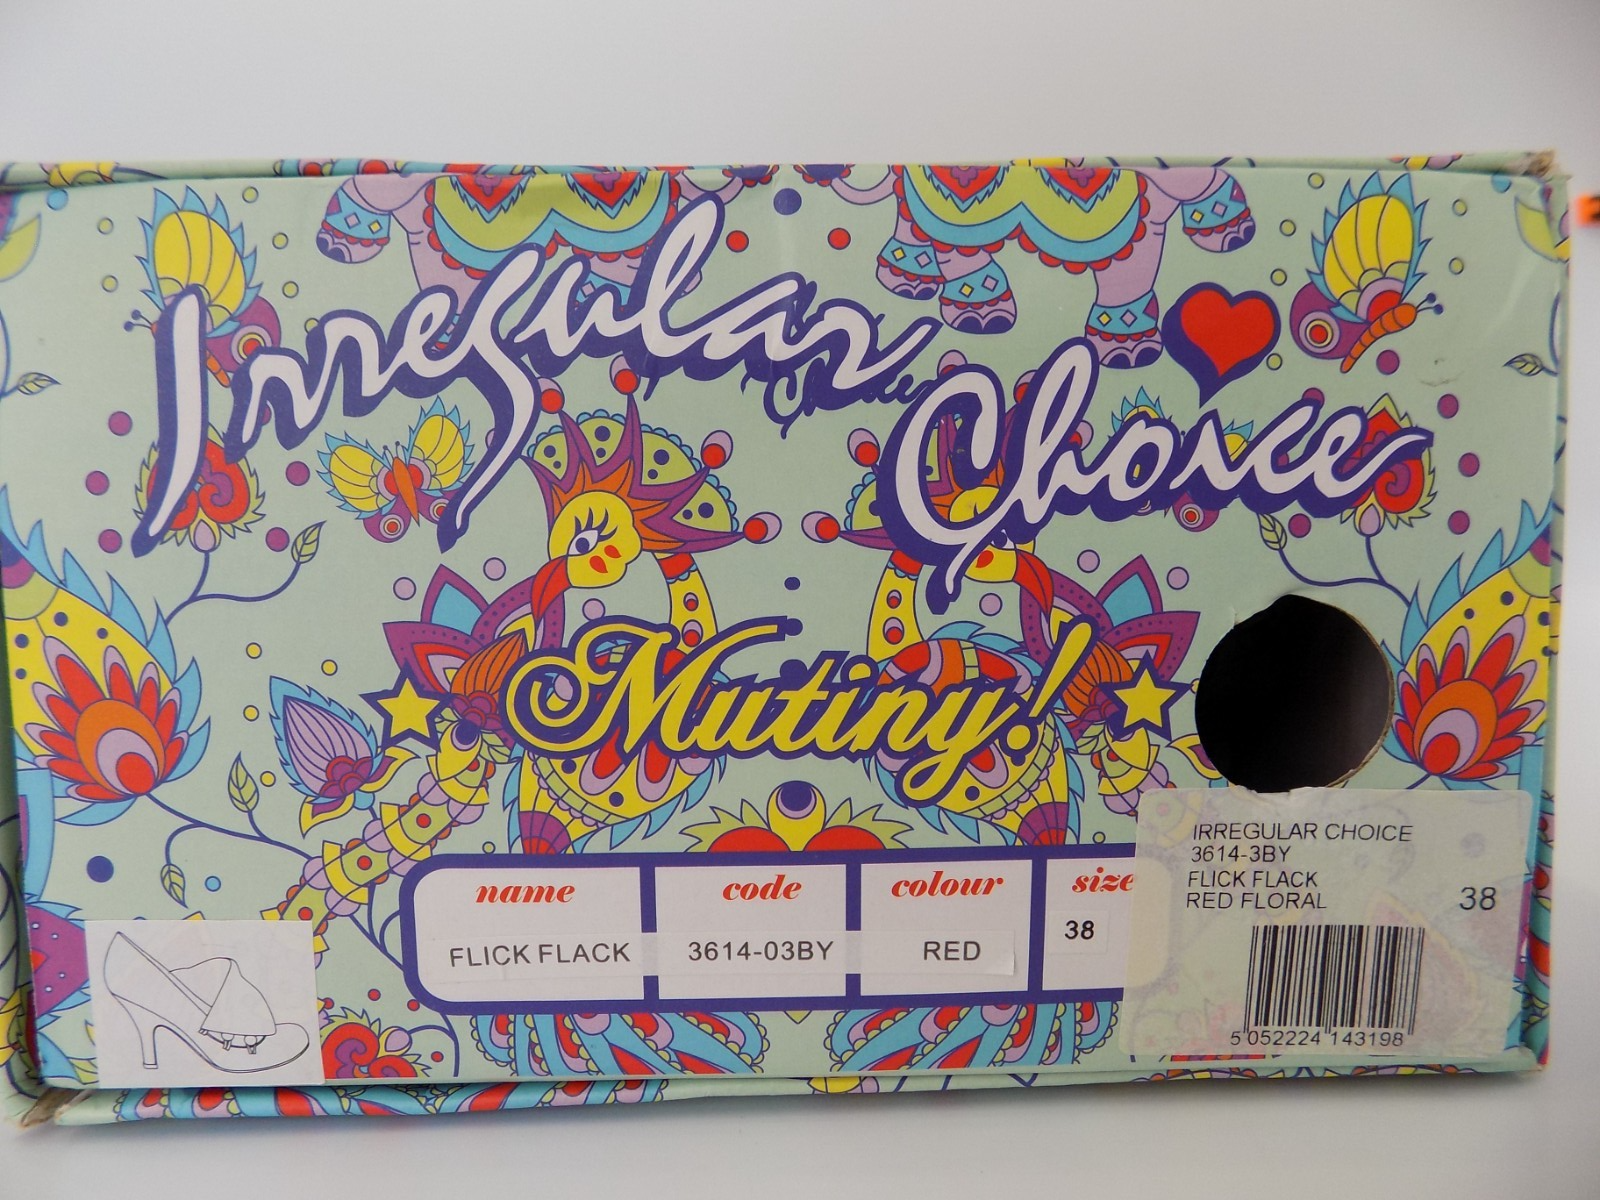 Irregular
Choice
Mutiny!
name code colour size
FLICK FLACK 3614-03BY RED 38
IRREGULAR CHOICE
3614-3BY
FLICK FLACK
RED FLORAL 38
5 052224 143198